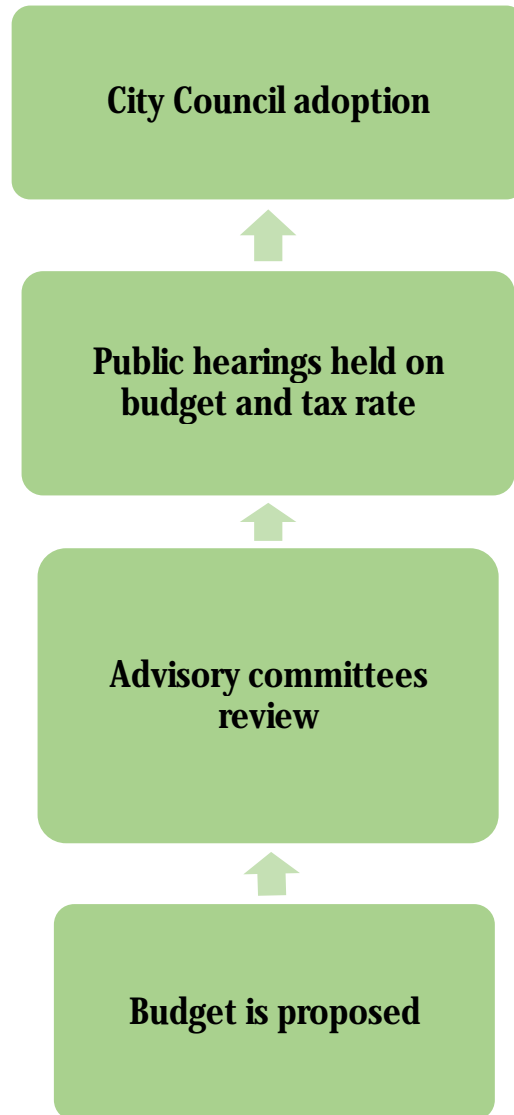 City Council adoption
Public hearings held on
budget and tax rate
Advisory committees
review
Budget is proposed